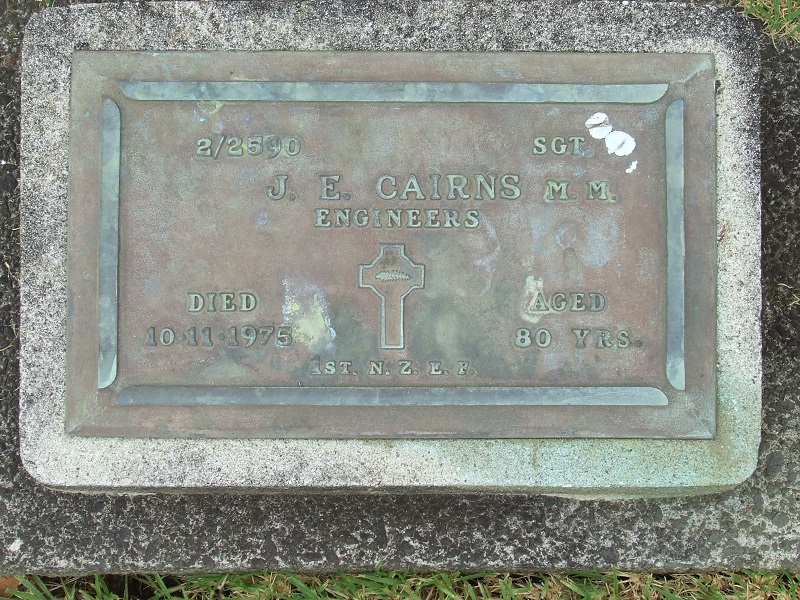 2/2590 SGT.
J. E. CAIRNS M. M.
ENGINEERS
DIED AGED
10·11·1975 80 YRS.
1ST. N. Z. E. F.